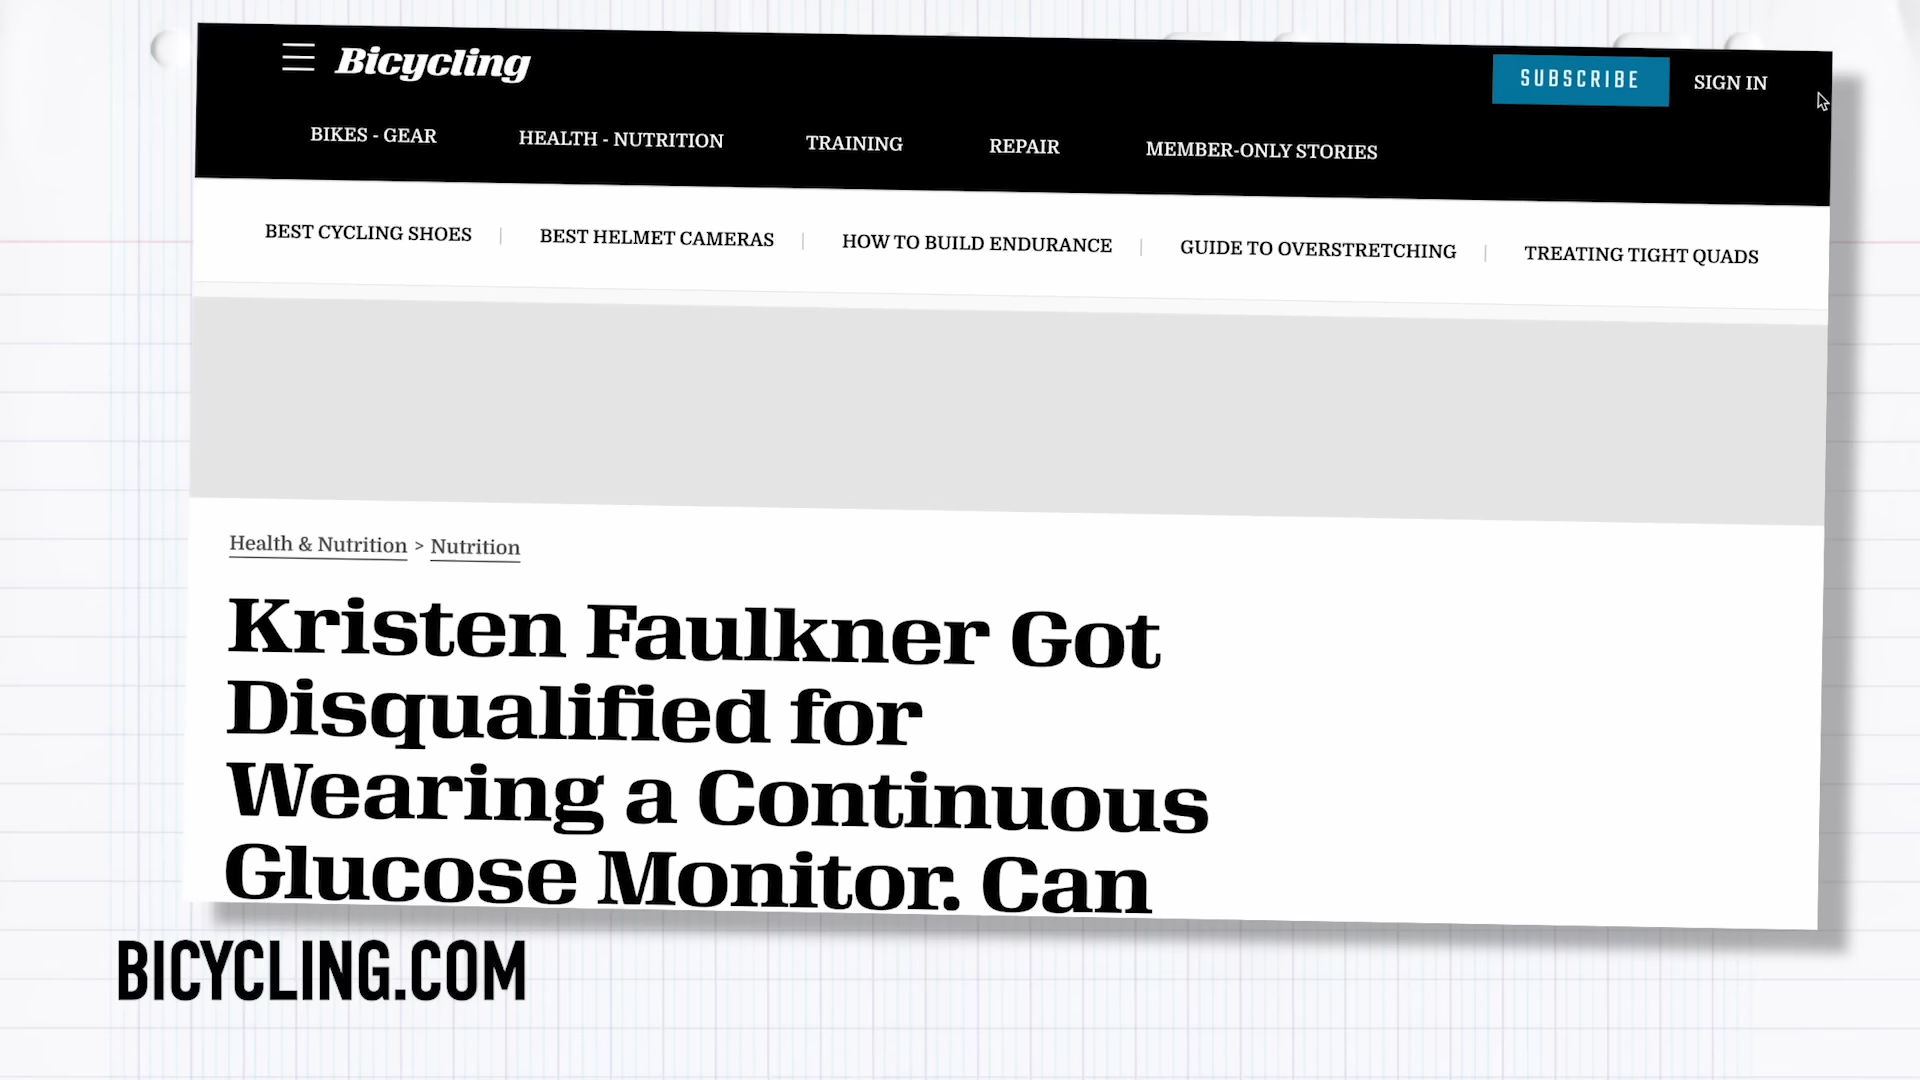 Bicycling
SUBSCRIBE
SIGN IN
BIKES - GEAR
HEALTH - NUTRITION
TRAINING
REPAIR
MEMBER-ONLY STORIES
BEST CYCLING SHOES
BEST HELMET CAMERAS
HOW TO BUILD ENDURANCE
GUIDE TO OVERSTRETCHING
TREATING TIGHT QUADS
Health & Nutrition > Nutrition
Kristen Faulkner Got
Disqualified for
Wearing a Continuous
Glucose Monitor. Can
BICYCLING.COM